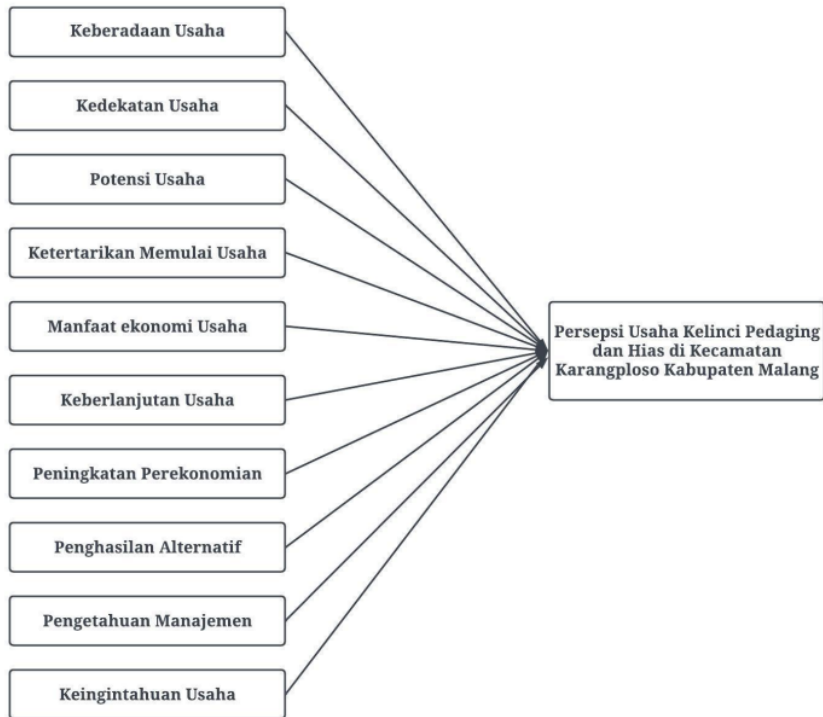 Keberadaan Usaha
Kedekatan Usaha
Potensi Usaha
Ketertarikan Memulai Usaha
Manfaat ekonomi Usaha
Keberlanjutan Usaha
Peningkatan Perekonomian
Penghasilan Alternatif
Pengetahuan Manajemen
Keingintahuan Usaha
Persepsi Usaha Kelinci Pedaging
dan Hias di Kecamatan
Karangploso Kabupaten Malang